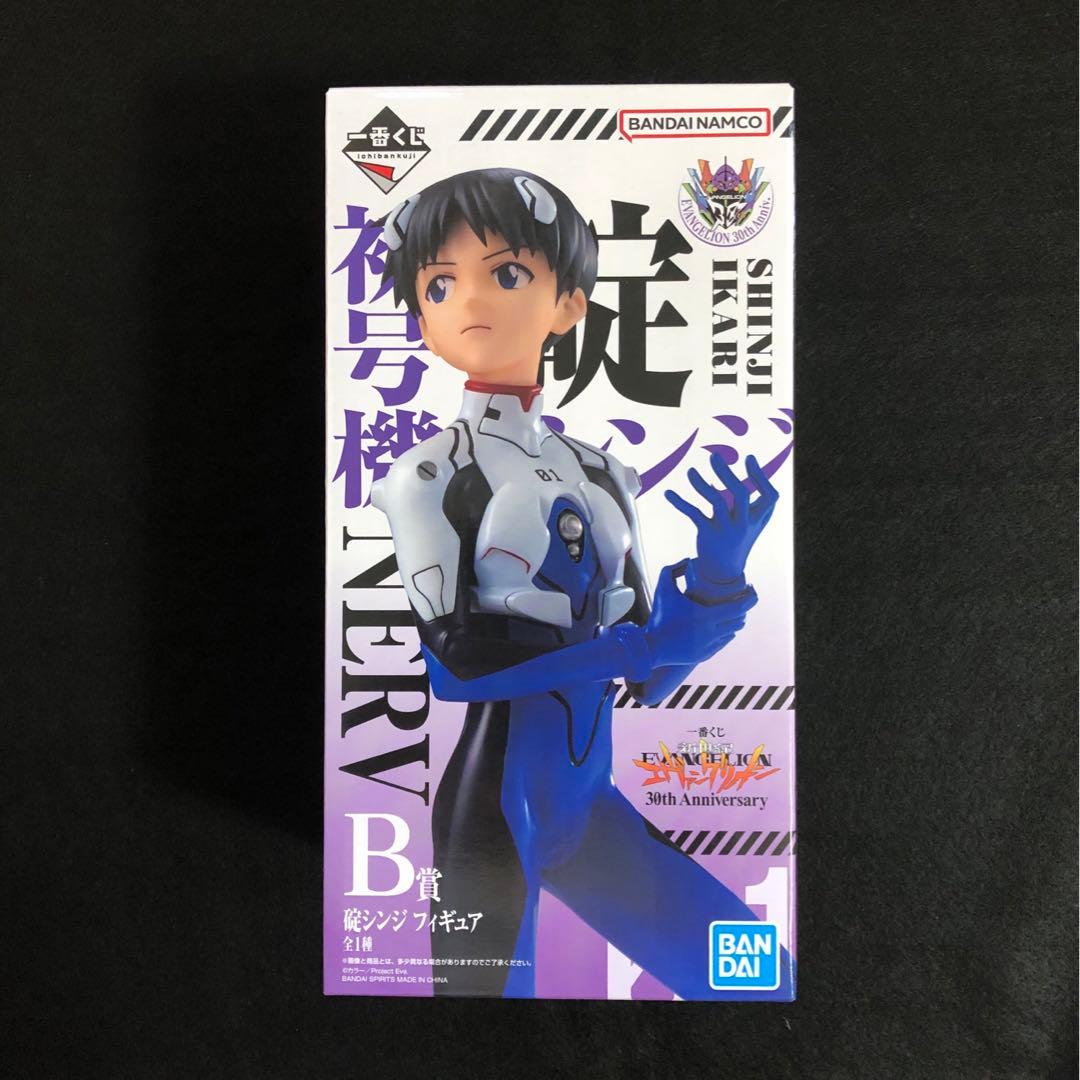 一番くじ
ichibankuji
BANDAI NAMCO
EVANGELION
EVANGELION 30th Anniv.
初号機
碇
シンジ
SHINJI
IKARI
01
NERV
一番くじ
EVANGELION
エヴァンゲリオン
30th Anniversary
B賞
碇シンジ フィギュア
全1種
※画像と商品とは、多少異なる場合がありますのでご了承ください。
©カラー／Project Eva.
BANDAI SPIRITS MADE IN CHINA
BAN
DAI